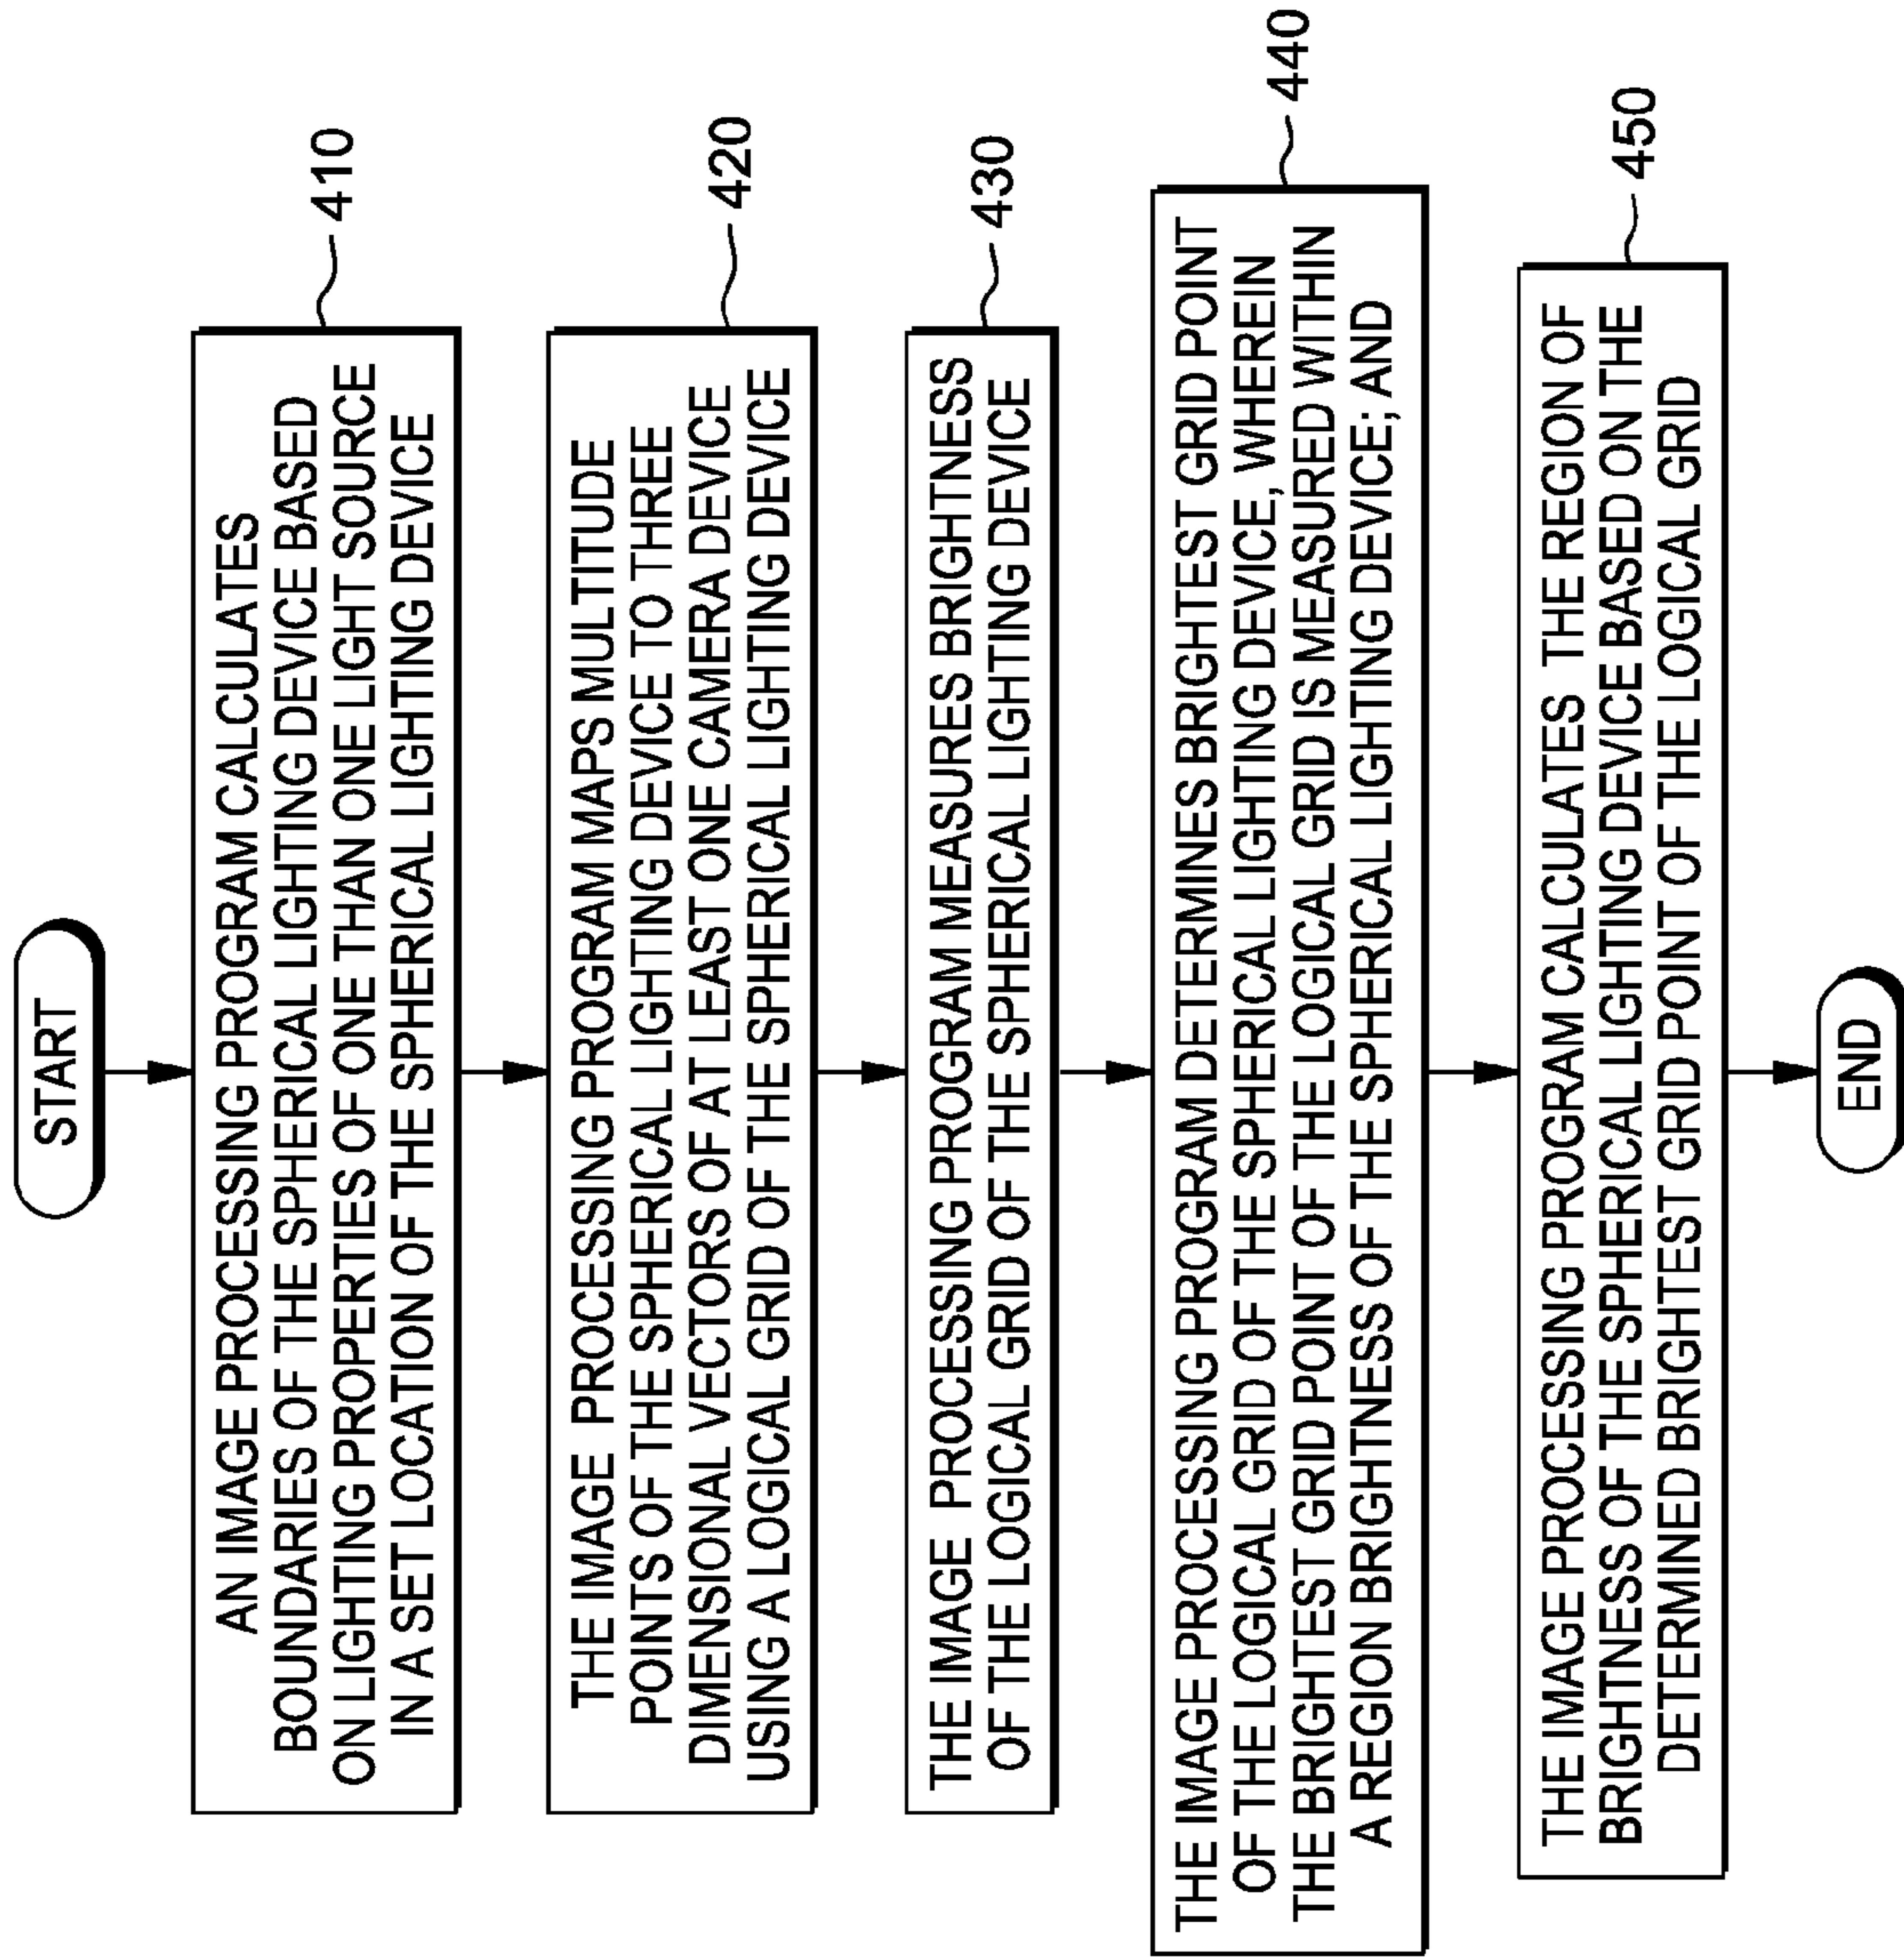 START
AN IMAGE PROCESSING PROGRAM CALCULATES
BOUNDARIES OF THE SPHERICAL LIGHTING DEVICE BASED
ON LIGHTING PROPERTIES OF ONE THAN ONE LIGHT SOURCE
IN A SET LOCATION OF THE SPHERICAL LIGHTING DEVICE
410
THE IMAGE PROCESSING PROGRAM MAPS MULTITUDE
POINTS OF THE SPHERICAL LIGHTING DEVICE TO THREE
DIMENSIONAL VECTORS OF AT LEAST ONE CAMERA DEVICE
USING A LOGICAL GRID OF THE SPHERICAL LIGHTING DEVICE
420
THE IMAGE PROCESSING PROGRAM MEASURES BRIGHTNESS
OF THE LOGICAL GRID OF THE SPHERICAL LIGHTING DEVICE
430
THE IMAGE PROCESSING PROGRAM DETERMINES BRIGHTEST GRID POINT
OF THE LOGICAL GRID OF THE SPHERICAL LIGHTING DEVICE, WHEREIN
THE BRIGHTEST GRID POINT OF THE LOGICAL GRID IS MEASURED WITHIN
A REGION BRIGHTNESS OF THE SPHERICAL LIGHTING DEVICE; AND
440
THE IMAGE PROCESSING PROGRAM CALCULATES THE REGION OF
BRIGHTNESS OF THE SPHERICAL LIGHTING DEVICE BASED ON THE
DETERMINED BRIGHTEST GRID POINT OF THE LOGICAL GRID
450
END